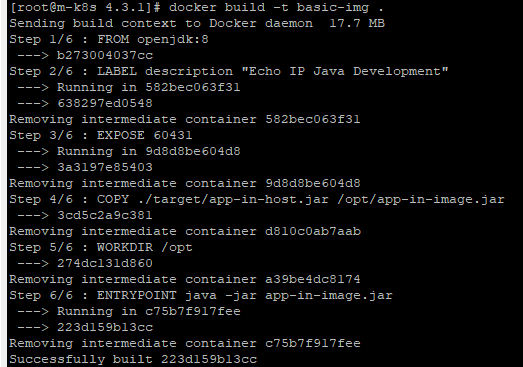 [root@m-k8s 4.3.1]# docker build -t basic-img .
Sending build context to Docker daemon  17.7 MB
Step 1/6 : FROM openjdk:8
 ---> b273004037cc
Step 2/6 : LABEL description "Echo IP Java Development"
 ---> Running in 582bec063f31
 ---> 638297ed0548
Removing intermediate container 582bec063f31
Step 3/6 : EXPOSE 60431
 ---> Running in 9d8d8be604d8
 ---> 3a3197e85403
Removing intermediate container 9d8d8be604d8
Step 4/6 : COPY ./target/app-in-host.jar /opt/app-in-image.jar
 ---> 3cd5c2a9c381
Removing intermediate container d810c0ab7aab
Step 5/6 : WORKDIR /opt
 ---> 274dc131d860
Removing intermediate container a39be4dc8174
Step 6/6 : ENTRYPOINT java -jar app-in-image.jar
 ---> Running in c75b7f917fee
 ---> 223d159b13cc
Removing intermediate container c75b7f917fee
Successfully built 223d159b13cc